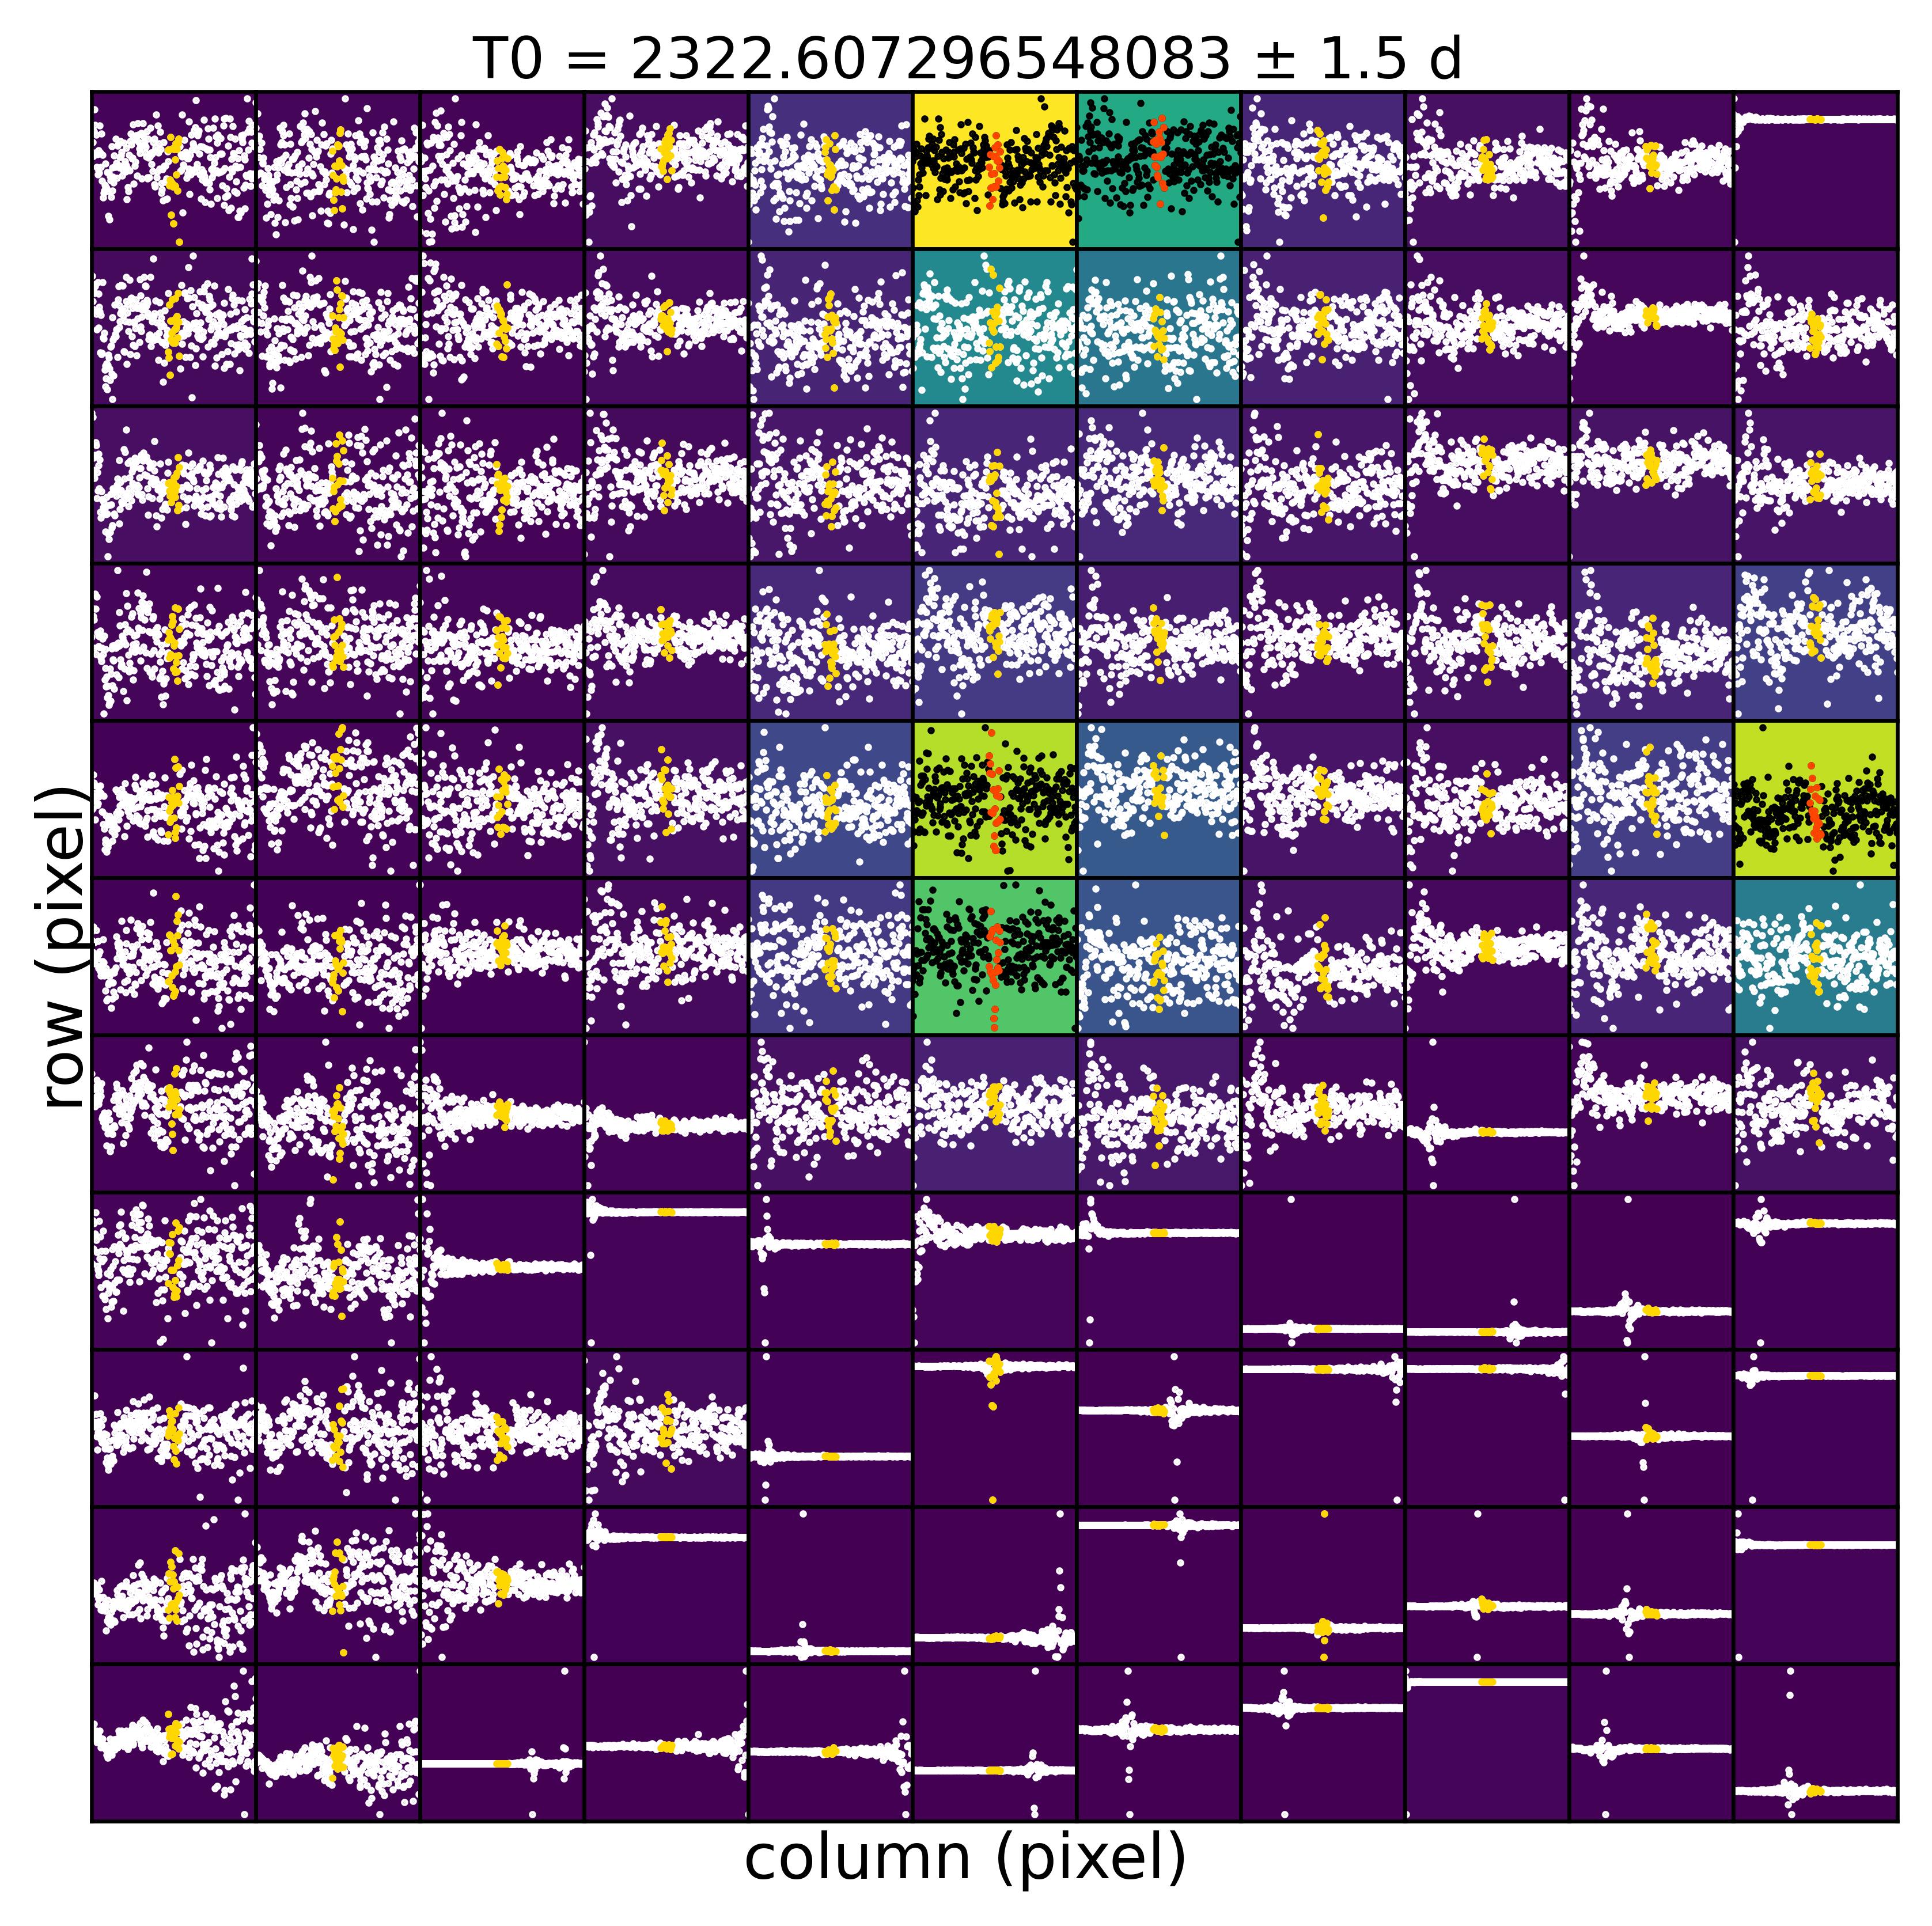 T0 = 2322.607296548083 ± 1.5 d
row (pixel)
column (pixel)